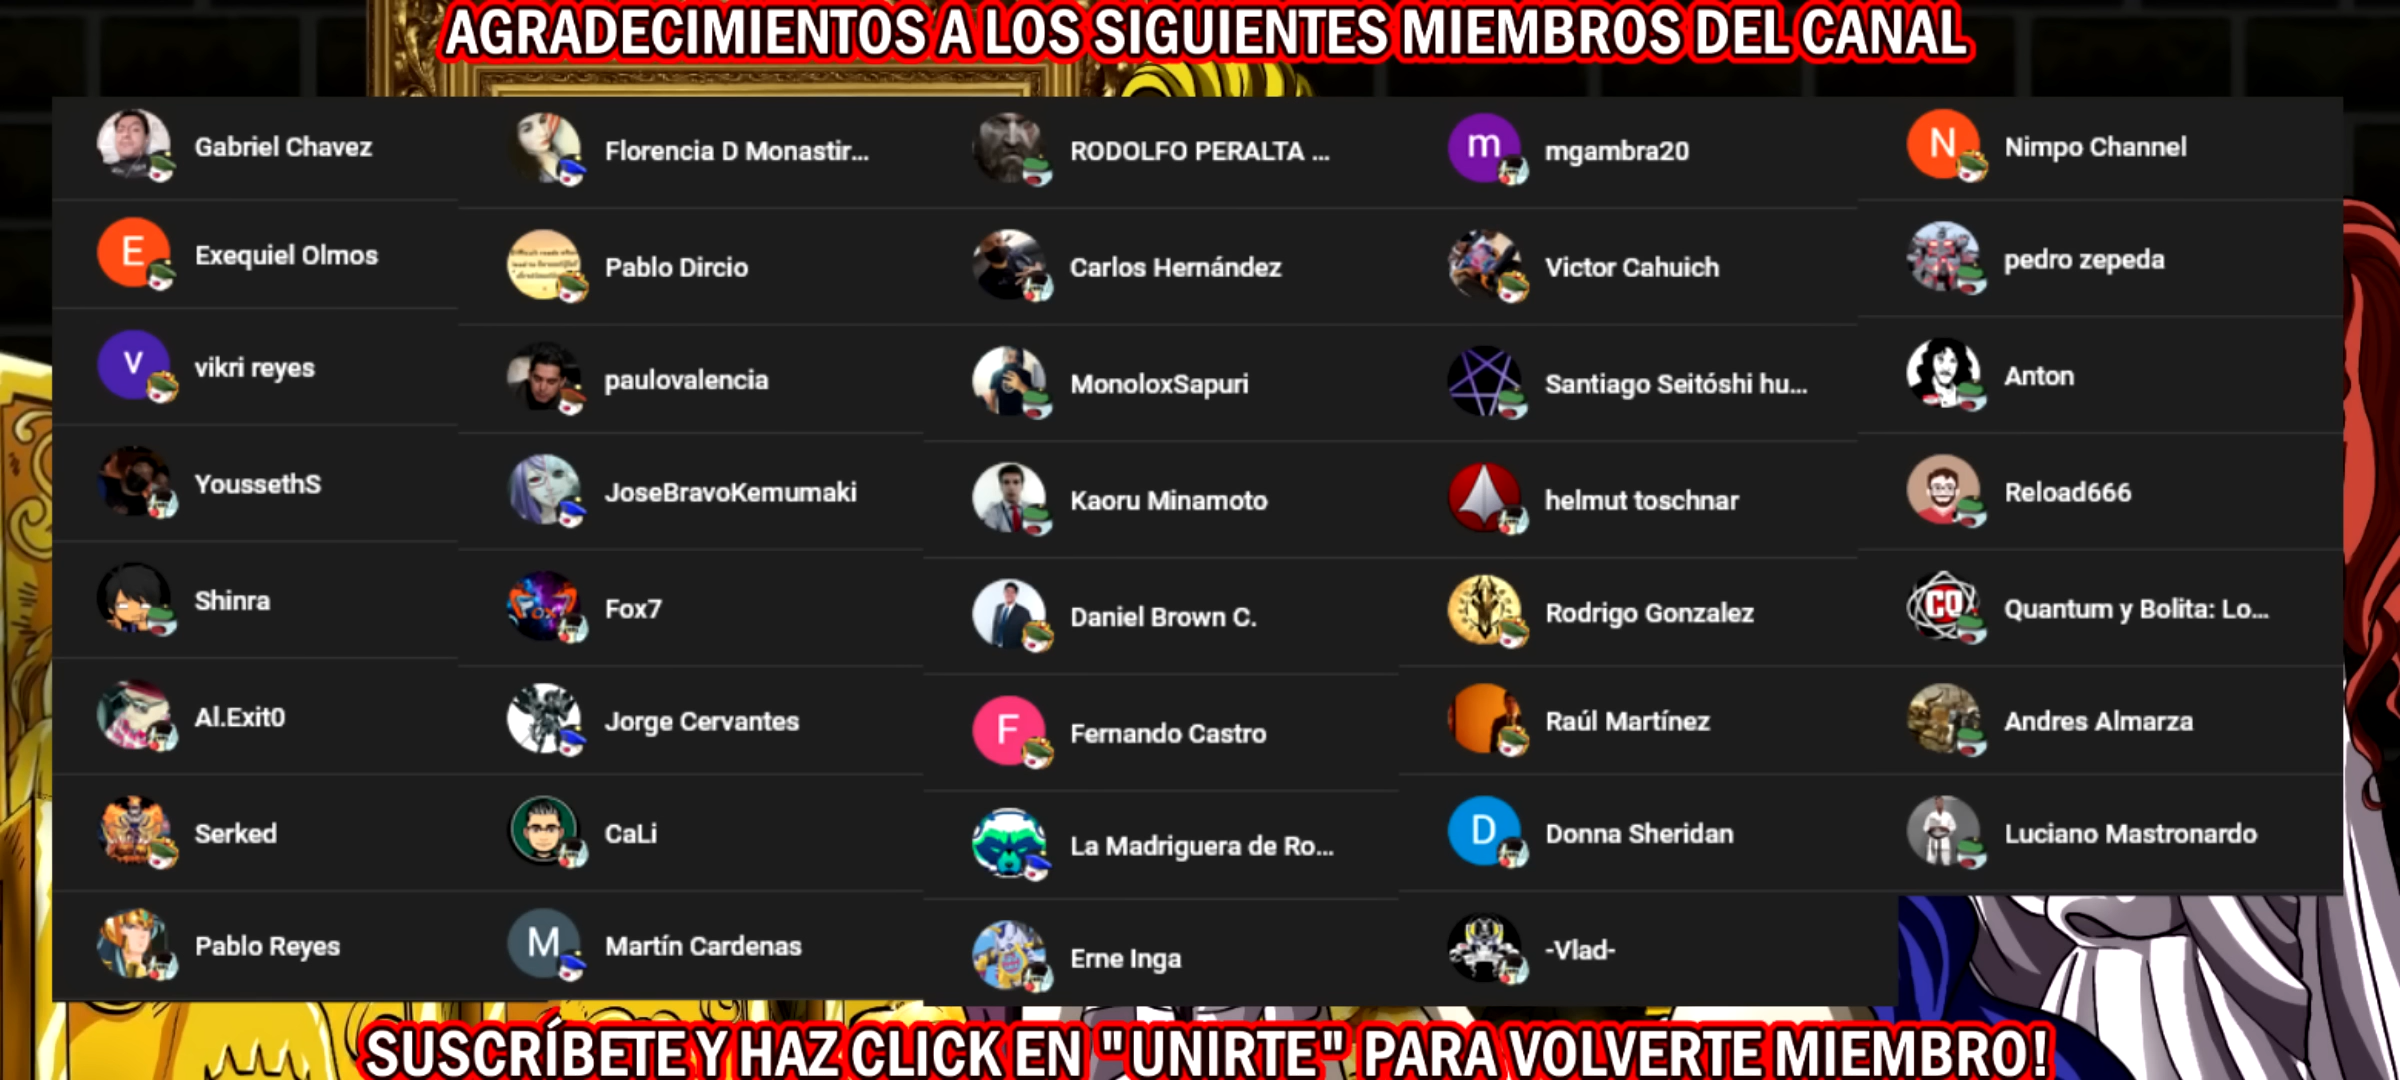 AGRADECIMIENTOS A LOS SIGUIENTES MIEMBROS DEL CANAL
Gabriel Chavez
Exequiel Olmos
vikri reyes
YoussethS
Shinra
Al.Exit0
Serked
Pablo Reyes
Florencia D Monastir...
Pablo Dircio
paulovalencia
JoseBravoKemumaki
Fox7
Jorge Cervantes
CaLi
Martín Cardenas
RODOLFO PERALTA ...
Carlos Hernández
MonoloxSapuri
Kaoru Minamoto
Daniel Brown C.
Fernando Castro
La Madriguera de Ro...
Erne Inga
mgambra20
Victor Cahuich
Santiago Seitóshi hu...
helmut toschnar
Rodrigo Gonzalez
Raúl Martínez
Donna Sheridan
-Vlad-
Nimpo Channel
pedro zepeda
Anton
Reload666
Quantum y Bolita: Lo...
Andres Almarza
Luciano Mastronardo
SUSCRÍBETE Y HAZ CLICK EN "UNIRTE" PARA VOLVERTE MIEMBRO!